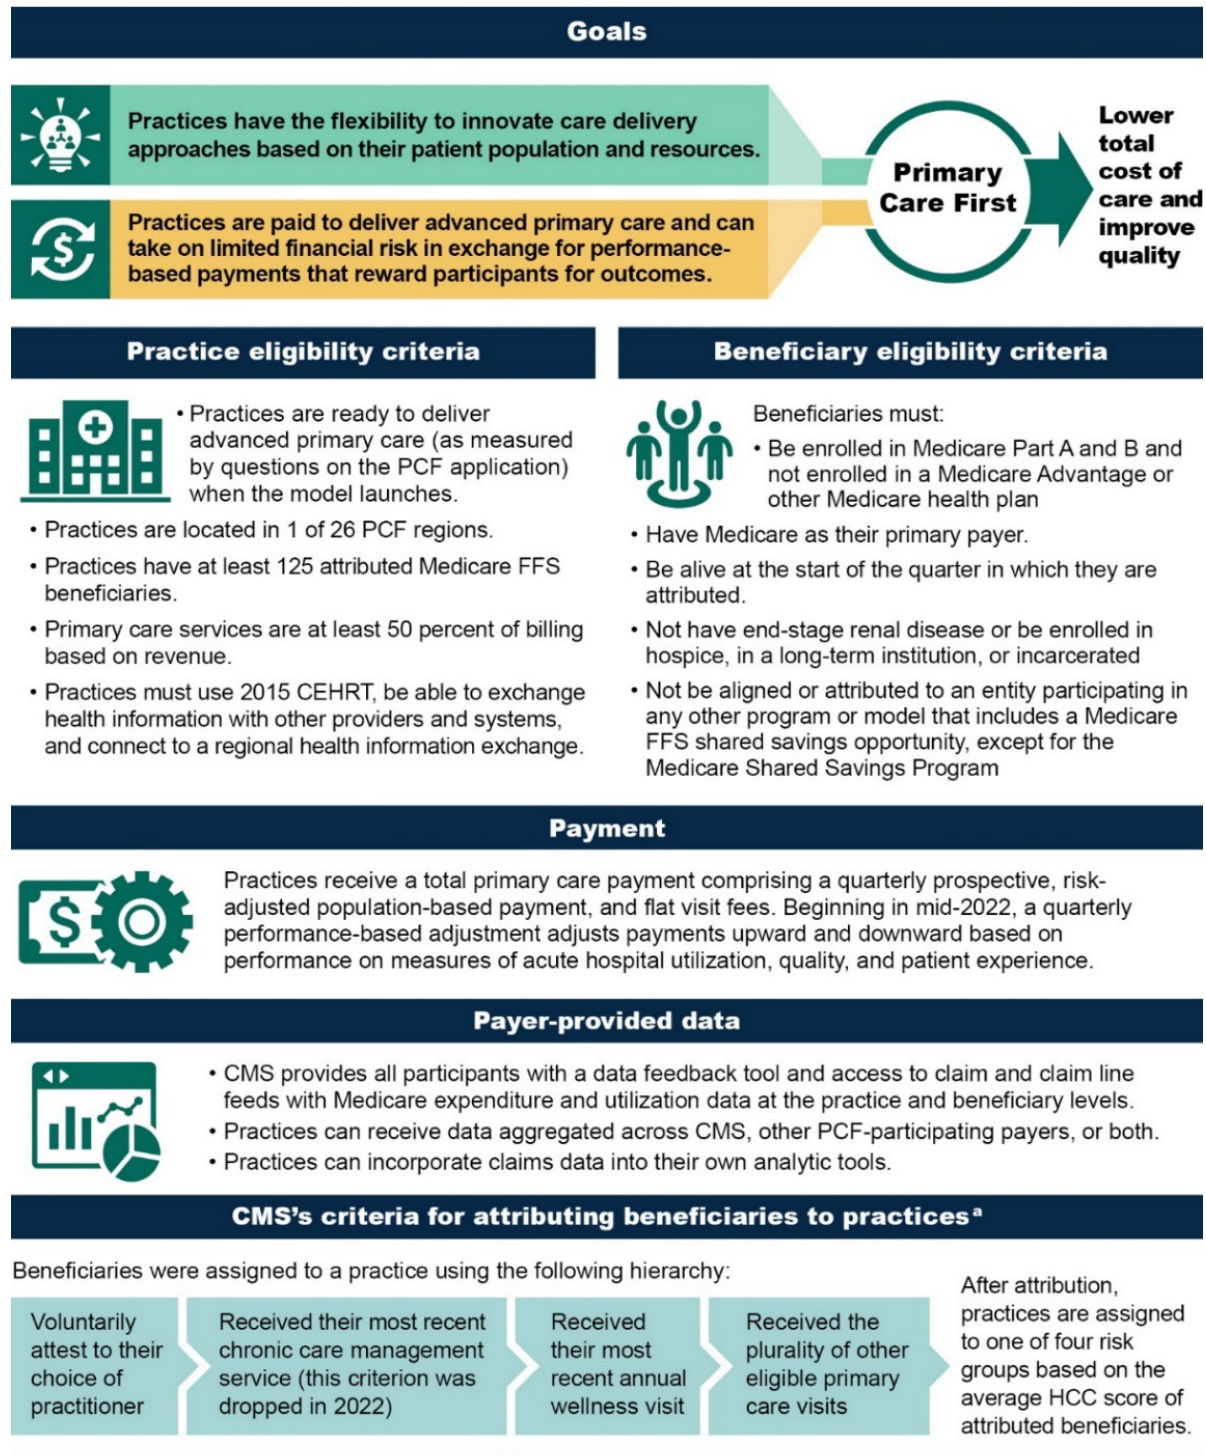 Goals
Practices have the flexibility to innovate care delivery
approaches based on their patient population and resources.
Practices are paid to deliver advanced primary care and can
take on limited financial risk in exchange for performance-
based payments that reward participants for outcomes.
Primary
Care First
Lower
total
cost of
care and
improve
quality
Practice eligibility criteria
• Practices are ready to deliver
advanced primary care (as measured
by questions on the PCF application)
when the model launches.
• Practices are located in 1 of 26 PCF regions.
• Practices have at least 125 attributed Medicare FFS
beneficiaries.
• Primary care services are at least 50 percent of billing
based on revenue.
• Practices must use 2015 CEHRT, be able to exchange
health information with other providers and systems,
and connect to a regional health information exchange.
Beneficiary eligibility criteria
Beneficiaries must:
• Be enrolled in Medicare Part A and B and
not enrolled in a Medicare Advantage or
other Medicare health plan
• Have Medicare as their primary payer.
• Be alive at the start of the quarter in which they are
attributed.
• Not have end-stage renal disease or be enrolled in
hospice, in a long-term institution, or incarcerated
• Not be aligned or attributed to an entity participating in
any other program or model that includes a Medicare
FFS shared savings opportunity, except for the
Medicare Shared Savings Program
Payment
$
Practices receive a total primary care payment comprising a quarterly prospective, risk-
adjusted population-based payment, and flat visit fees. Beginning in mid-2022, a quarterly
performance-based adjustment adjusts payments upward and downward based on
performance on measures of acute hospital utilization, quality, and patient experience.
Payer-provided data
• CMS provides all participants with a data feedback tool and access to claim and claim line
feeds with Medicare expenditure and utilization data at the practice and beneficiary levels.
• Practices can receive data aggregated across CMS, other PCF-participating payers, or both.
• Practices can incorporate claims data into their own analytic tools.
CMS's criteria for attributing beneficiaries to practicesᵃ
Beneficiaries were assigned to a practice using the following hierarchy:
Voluntarily
attest to their
choice of
practitioner
Received their most recent
chronic care management
service (this criterion was
dropped in 2022)
Received
their most
recent annual
wellness visit
Received the
plurality of other
eligible primary
care visits
After attribution,
practices are assigned
to one of four risk
groups based on the
average HCC score of
attributed beneficiaries.